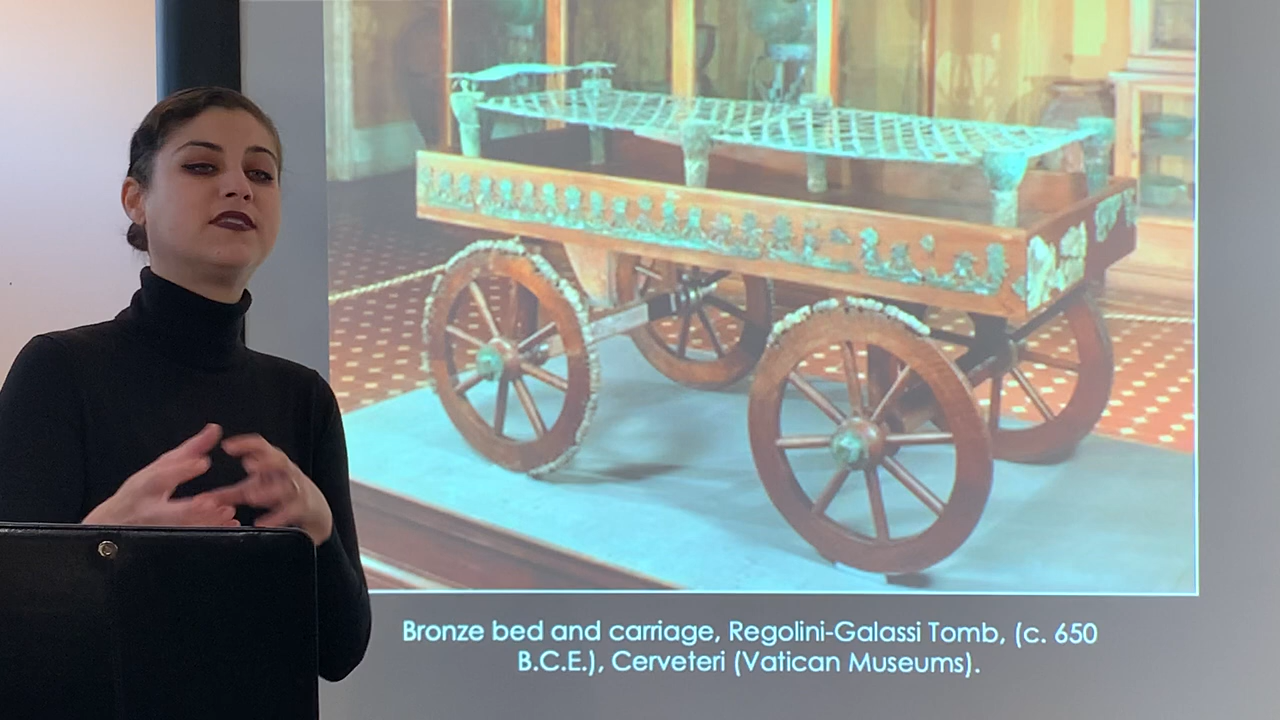 Bronze bed and carriage, Regolini-Galassi Tomb, (c. 650
B.C.E.), Cerveteri (Vatican Museums).